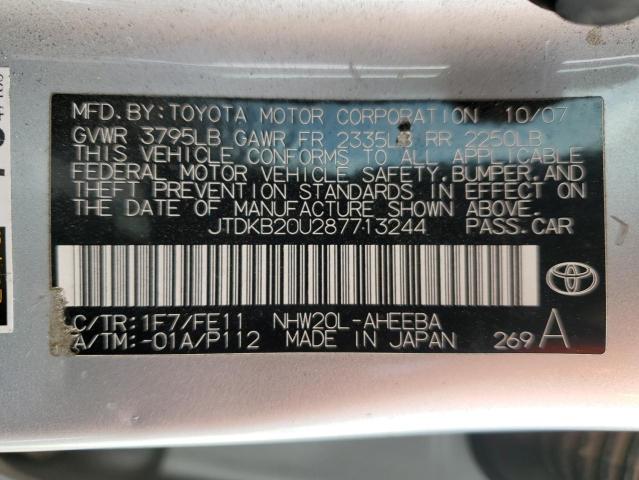 MFD. BY: TOYOTA MOTOR CORPORATION 10/07
GVWR 3795LB GAWR FR 2335LB RR 2250LB
THIS VEHICLE CONFORMS TO ALL APPLICABLE
FEDERAL MOTOR VEHICLE SAFETY, BUMPER, AND
THEFT PREVENTION STANDARDS IN EFFECT ON
THE DATE OF MANUFACTURE SHOWN ABOVE.
JTDKB20U287713244 PASS. CAR
C/TR: 1F7/FE11 NHW20L-AHEEBA
A/TM: -01A/P112 MADE IN JAPAN 269 A